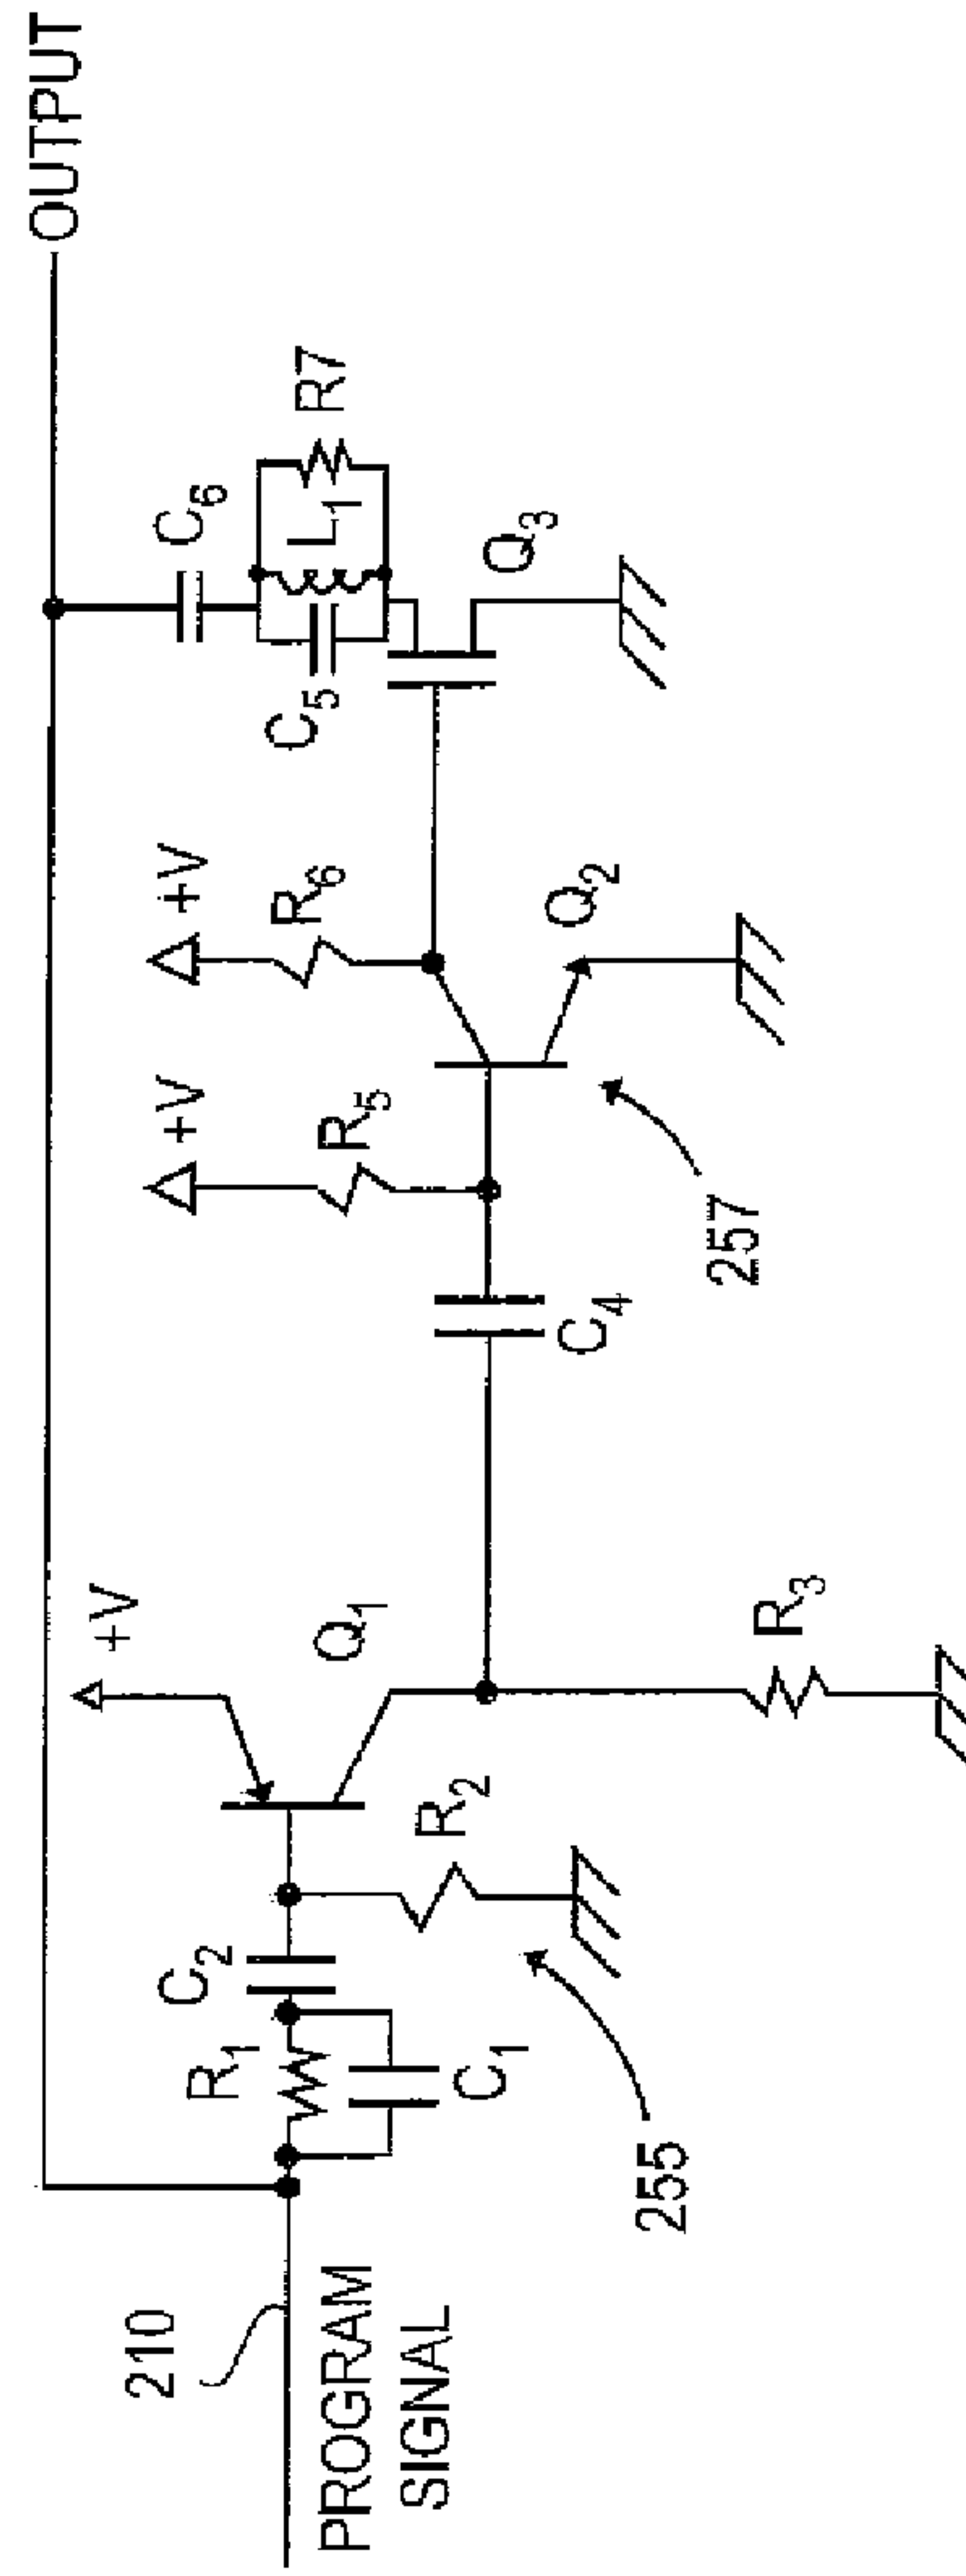 OUTPUT
+V
+V
+V
C6
R7
L1
C5
Q3
R6
R5
Q2
257
C4
Q1
R3
R2
C2
R1
C1
255
210
PROGRAM
SIGNAL